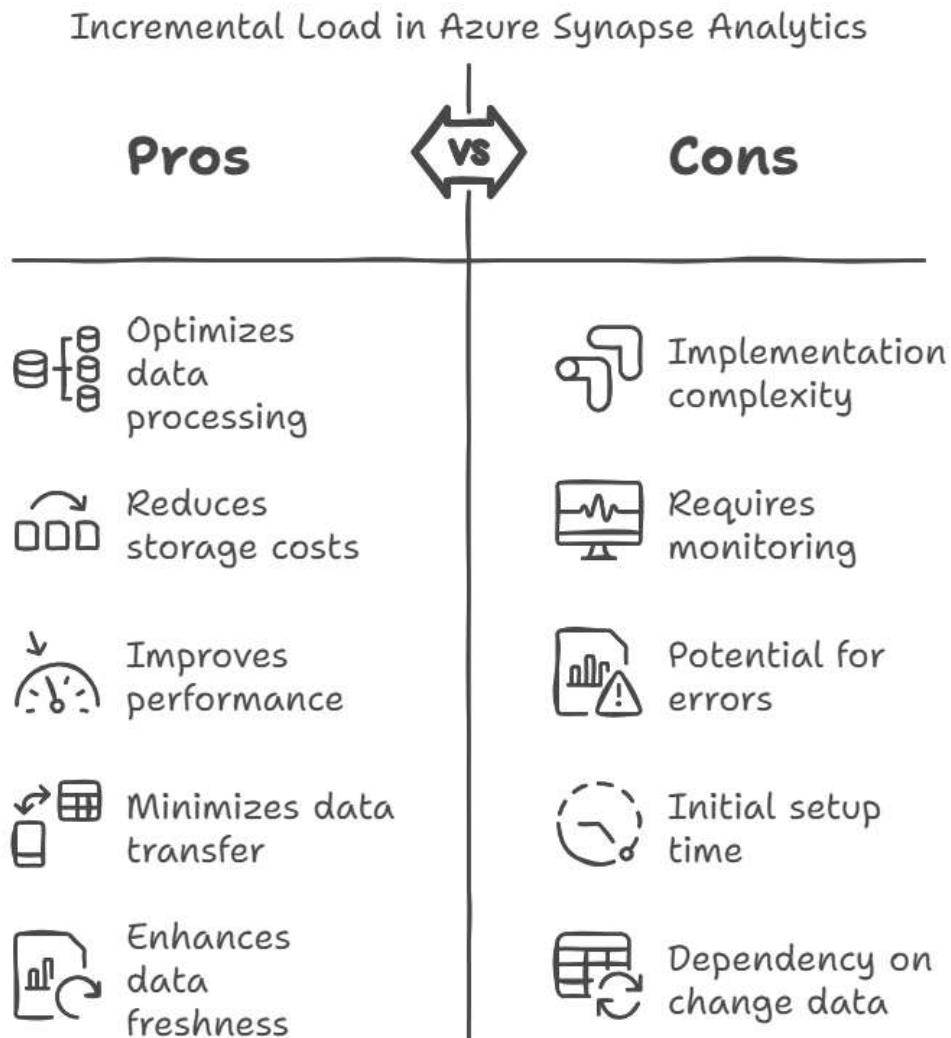 Incremental Load in Azure Synapse Analytics
Pros
VS
Cons
Optimizes
data
processing
Reduces
storage costs
Improves
performance
Minimizes data
transfer
Enhances
data
freshness
Implementation
complexity
Requires
monitoring
Potential for
errors
Initial setup
time
Dependency on
change data